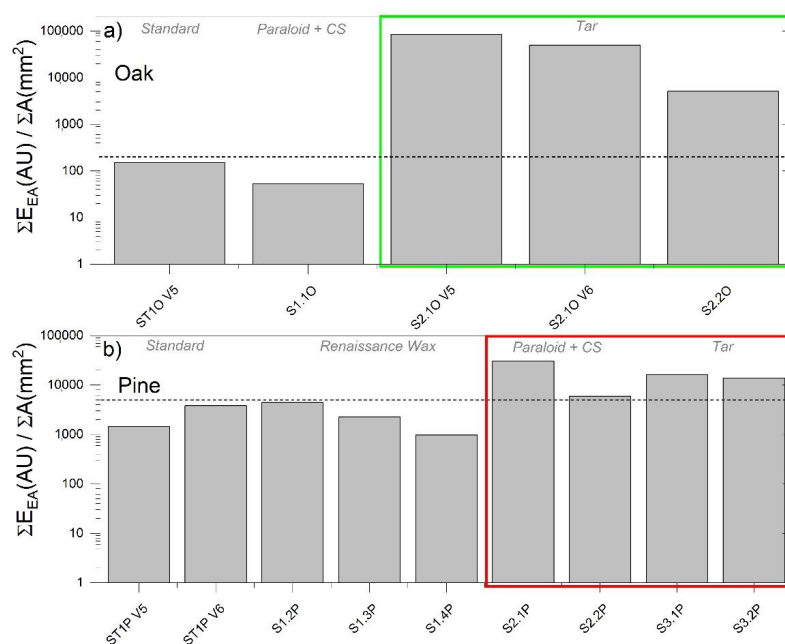 a)
Standard
Paraloid + CS
Tar
Oak
ΣE_EA(AU) / ΣA(mm²)
100000
10000
1000
100
10
1
ST1O V5
S1.1O
S2.1O V5
S2.1O V6
S2.2O
b)
Standard
Renaissance Wax
Paraloid + CS
Tar
Pine
ΣE_EA(AU) / ΣA(mm²)
100000
10000
1000
100
10
1
ST1P V5
ST1P V6
S1.2P
S1.3P
S1.4P
S2.1P
S2.2P
S3.1P
S3.2P